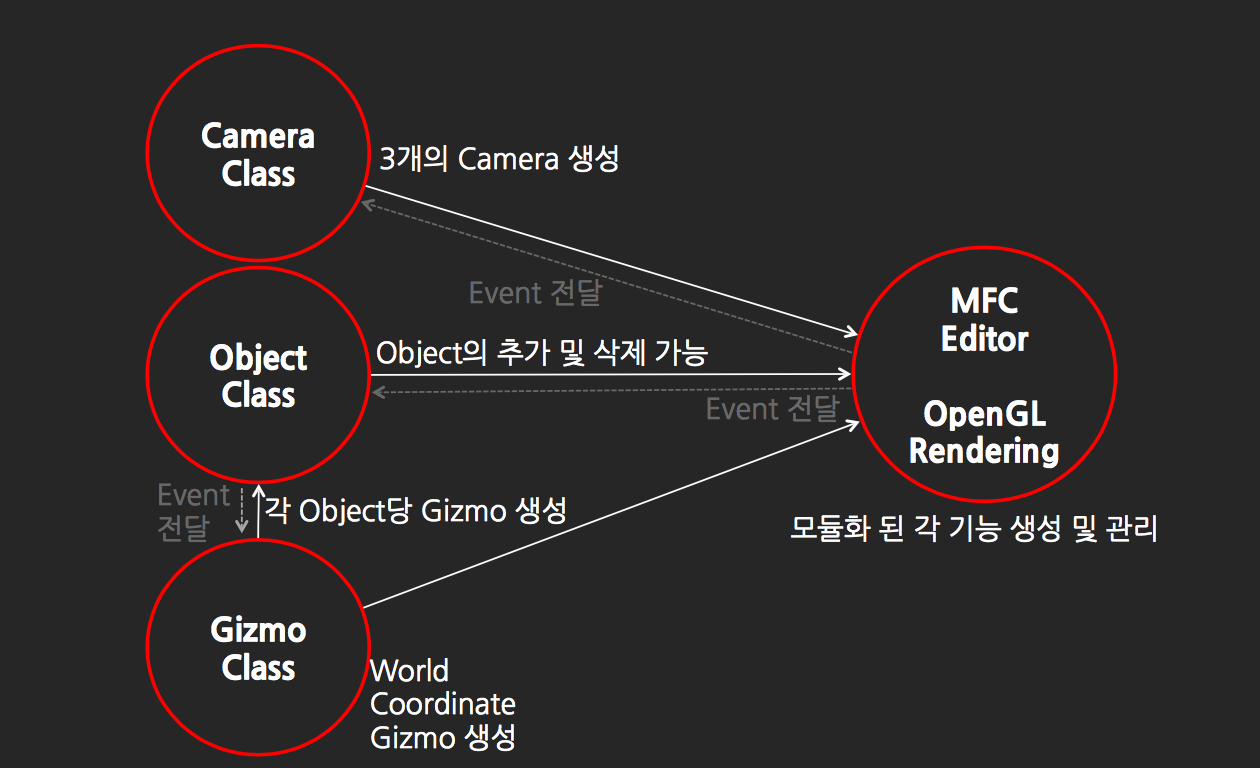 Camera
Class
3개의 Camera 생성
Event 전달
MFC
Editor
OpenGL
Rendering
Object
Class
Object의 추가 및 삭제 가능
Event 전달
Event
전달
각 Object당 Gizmo 생성
모듈화 된 각 기능 생성 및 관리
Gizmo
Class
World
Coordinate
Gizmo 생성